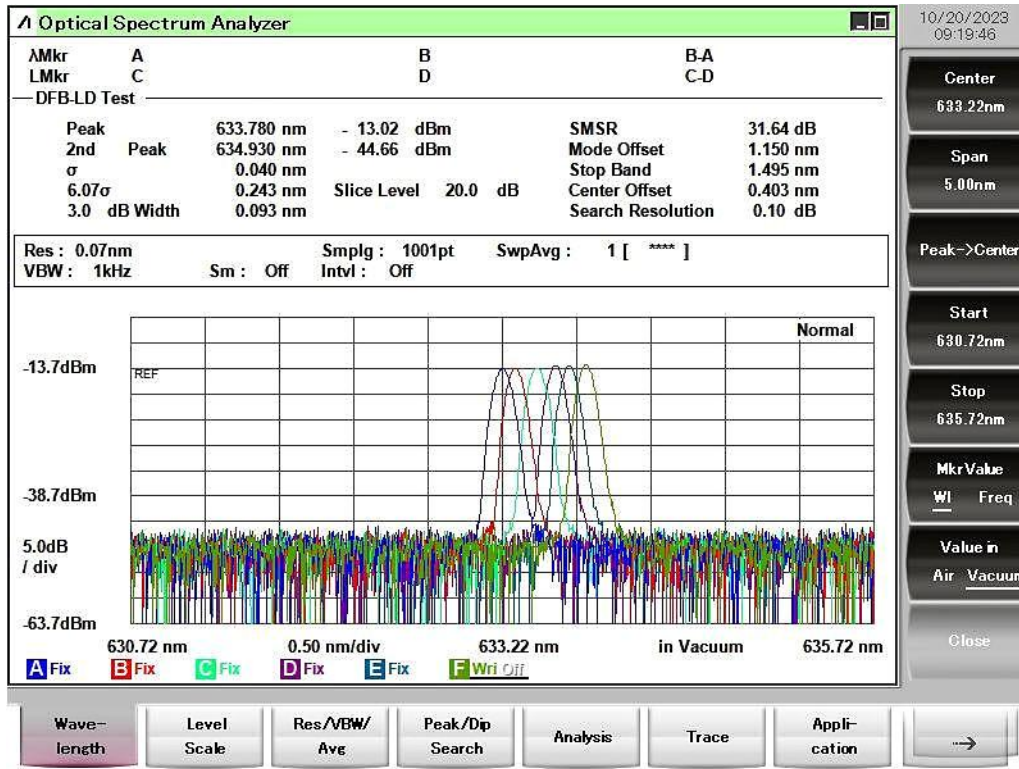 Optical Spectrum Analyzer
10/20/2023
09:19:46
λMkr A B B-A
LMkr C D C-D
DFB-LD Test
Peak 633.780 nm - 13.02 dBm SMSR 31.64 dB
2nd Peak 634.930 nm - 44.66 dBm Mode Offset 1.150 nm
σ 0.040 nm Stop Band 1.495 nm
6.07σ 0.243 nm Slice Level 20.0 dB Center Offset 0.403 nm
3.0 dB Width 0.093 nm Search Resolution 0.10 dB
Res : 0.07nm Smplg : 1001pt SwpAvg : 1 [ **** ]
VBW : 1kHz Sm : Off Intvl : Off
Normal
-13.7dBm
REF
-38.7dBm
5.0dB
/ div
-63.7dBm
630.72 nm 0.50 nm/div 633.22 nm in Vacuum 635.72 nm
A Fix B Fix C Fix D Fix E Fix F Wri Off
Center
633.22nm
Span
5.00nm
Peak->Center
Start
630.72nm
Stop
635.72nm
MkrValue
Wl Freq
Value in
Air Vacuum
Close
Wave-
length
Level
Scale
Res/VBW/
Avg
Peak/Dip
Search
Analysis
Trace
Appli-
cation
→